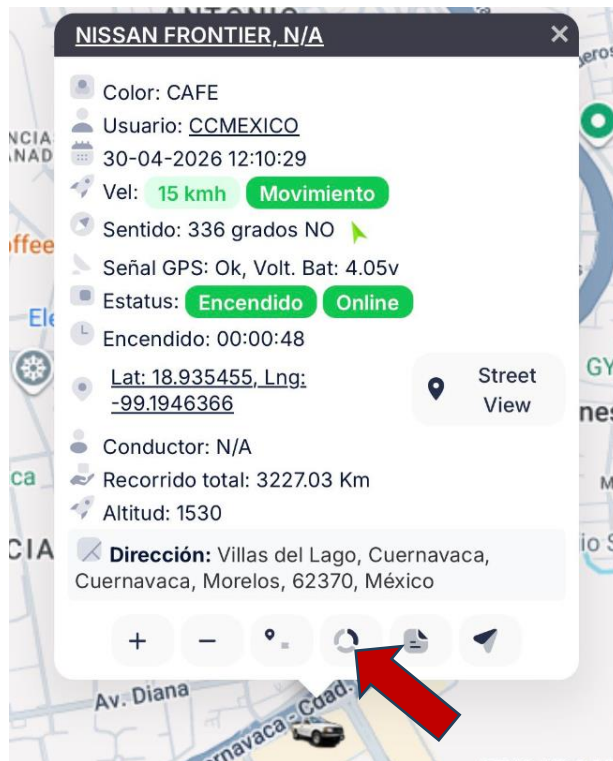 NISSAN FRONTIER, N/A
Color: CAFE
Usuario: CCMEXICO
30-04-2026 12:10:29
Vel: 15 kmh Movimiento
Sentido: 336 grados NO
Señal GPS: Ok, Volt. Bat: 4.05v
Estatus: Encendido Online
Encendido: 00:00:48
Lat: 18.935455, Lng:
-99.1946366
Street
View
Conductor: N/A
Recorrido total: 3227.03 Km
Altitud: 1530
Dirección: Villas del Lago, Cuernavaca,
Cuernavaca, Morelos, 62370, México
Av. Diana